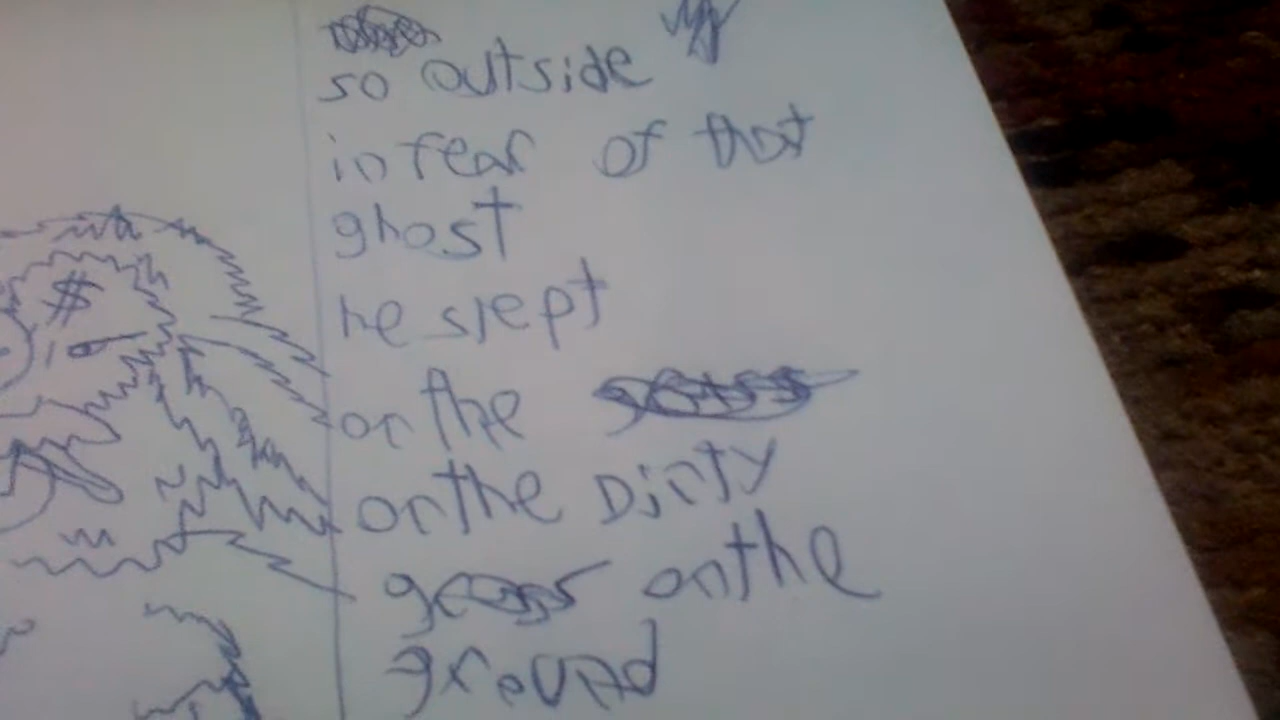 so outside
in fear of that
ghost
he slept
on the
on the Dirty
on the
ground
$